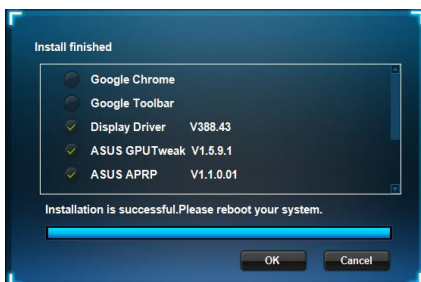 Install finished
Google Chrome
Google Toolbar
Display Driver V388.43
ASUS GPUTweak V1.5.9.1
ASUS APRP V1.1.0.01
Installation is successful.Please reboot your system.
OK Cancel